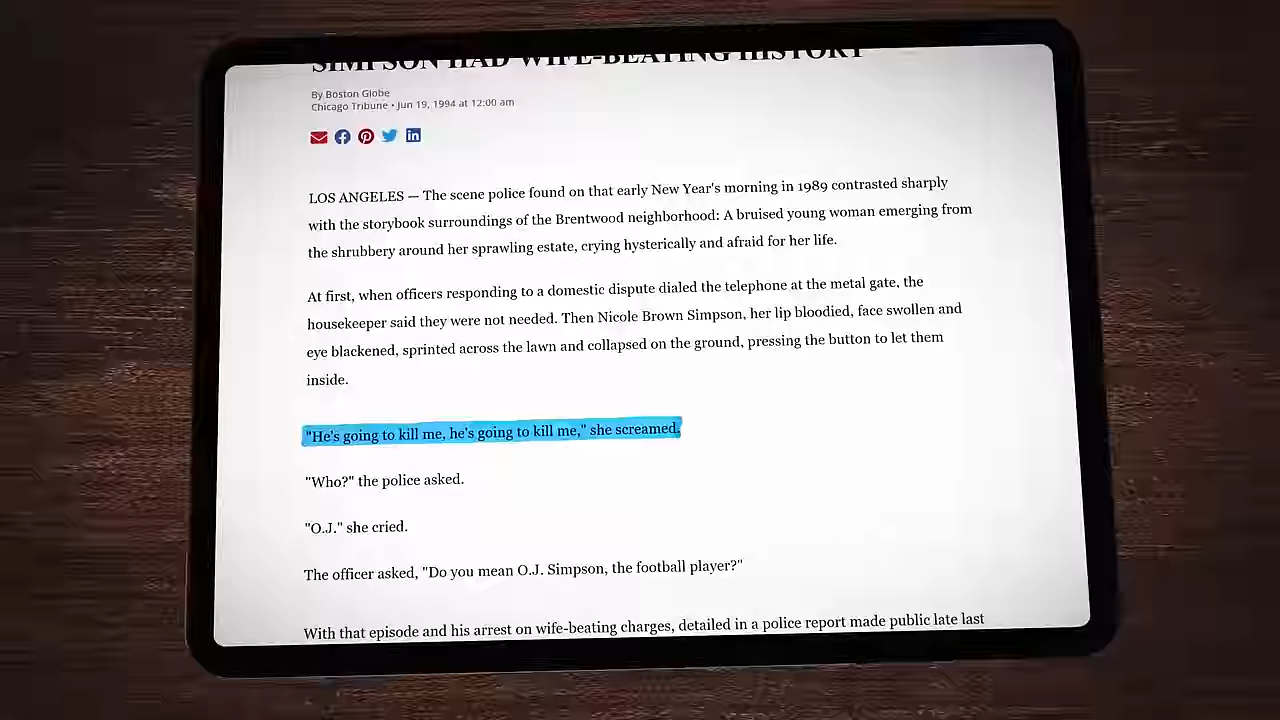 SIMPSON HAD WIFE-BEATING HISTORY
By Boston Globe
Chicago Tribune • Jun 19, 1994 at 12:00 am
LOS ANGELES — The scene police found on that early New Year's morning in 1989 contrasted sharply
with the storybook surroundings of the Brentwood neighborhood: A bruised young woman emerging from
the shrubbery around her sprawling estate, crying hysterically and afraid for her life.
At first, when officers responding to a domestic dispute dialed the telephone at the metal gate, the
housekeeper said they were not needed. Then Nicole Brown Simpson, her lip bloodied, face swollen and
eye blackened, sprinted across the lawn and collapsed on the ground, pressing the button to let them
inside.
"He's going to kill me, he's going to kill me," she screamed.
"Who?" the police asked.
"O.J." she cried.
The officer asked, "Do you mean O.J. Simpson, the football player?"
With that episode and his arrest on wife-beating charges, detailed in a police report made public late last